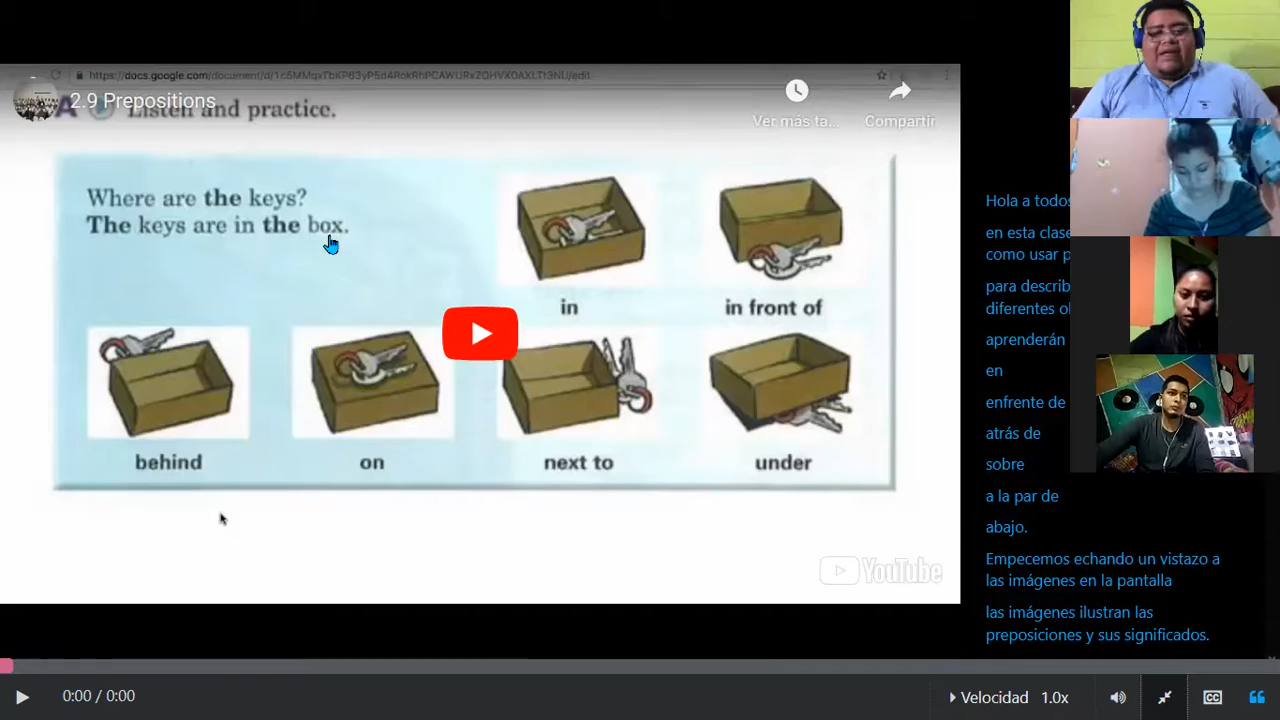 2.9 Prepositions
Listen and practice.
Ver más ta...
Compartir
Where are the keys?
The keys are in the box.
in
in front of
behind
on
next to
under
YouTube
Hola a todos
en esta clase
como usar p
para describ
diferentes ol
aprenderán
en
enfrente de
atrás de
sobre
a la par de
abajo.
Empecemos echando un vistazo a
las imágenes en la pantalla
las imágenes ilustran las
preposiciones y sus significados.
0:00 / 0:00
Velocidad 1.0x
CC